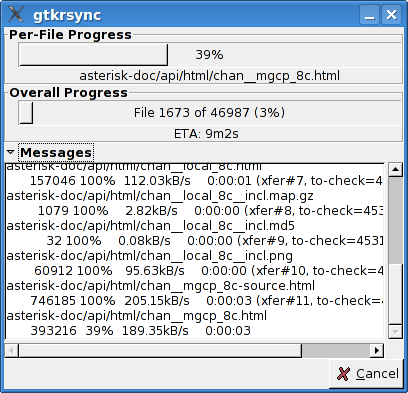 gtkrsync
Per-File Progress
39%
asterisk-doc/api/html/chan__mgcp_8c.html
Overall Progress
File 1673 of 46987 (3%)
ETA: 9m2s
Messages
asterisk-doc/api/html/chan__local_8c.html
157046 100% 112.03kB/s 0:00:01 (xfer#7, to-check=4
asterisk-doc/api/html/chan__local_8c__incl.map.gz
1079 100% 2.82kB/s 0:00:00 (xfer#8, to-check=453
asterisk-doc/api/html/chan__local_8c__incl.md5
32 100% 0.08kB/s 0:00:00 (xfer#9, to-check=4531
asterisk-doc/api/html/chan__local_8c__incl.png
60912 100% 95.63kB/s 0:00:00 (xfer#10, to-check=
asterisk-doc/api/html/chan__mgcp_8c-source.html
746185 100% 205.15kB/s 0:00:03 (xfer#11, to-check=
asterisk-doc/api/html/chan__mgcp_8c.html
393216 39% 189.35kB/s 0:00:03
Cancel